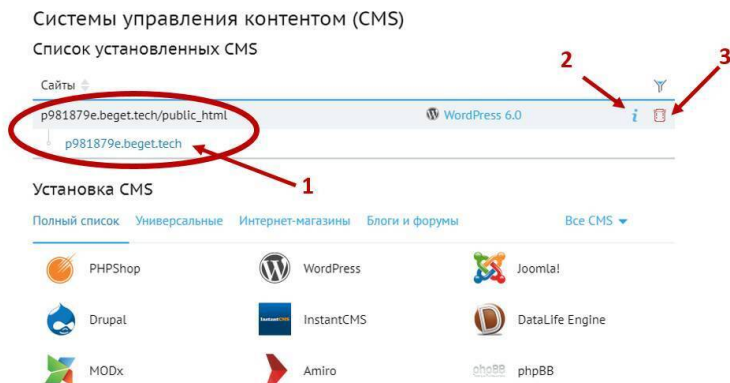 Системы управления контентом (CMS)
Список установленных CMS
2
3
Сайты
p981879e.beget.tech/public_html WordPress 6.0 i
p981879e.beget.tech
1
Установка CMS
Полный список Универсальные Интернет-магазины Блоги и форумы Все CMS
PHPShop WordPress Joomla!
Drupal InstantCMS InstantCMS DataLife Engine
MODx Amiro phpBB phpBB